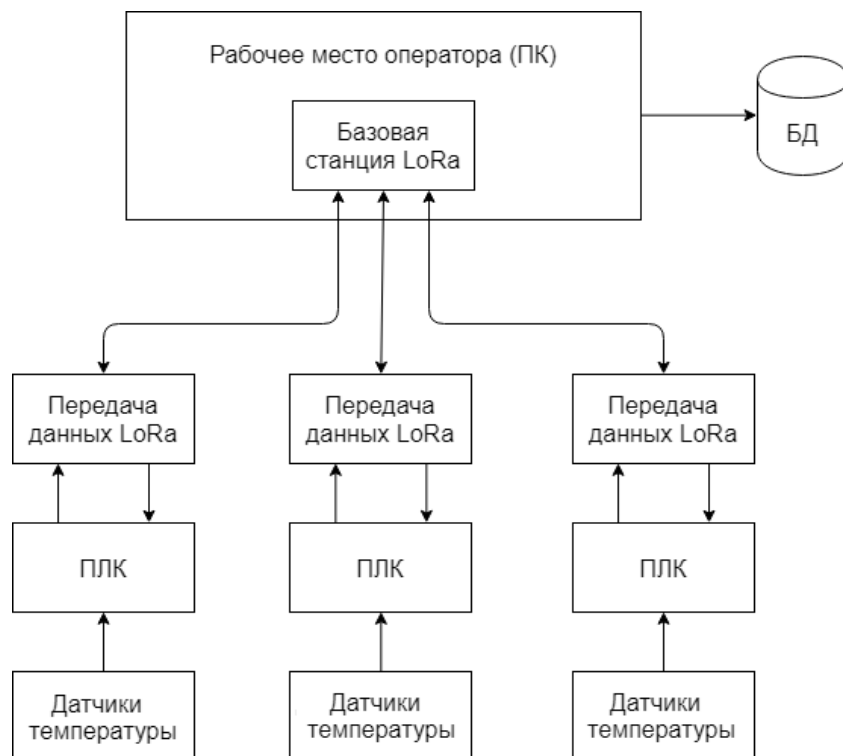 Рабочее место оператора (ПК)
Базовая
станция LoRa
БД
Передача
данных LoRa
Передача
данных LoRa
Передача
данных LoRa
ПЛК
ПЛК
ПЛК
Датчики
температуры
Датчики
температуры
Датчики
температуры